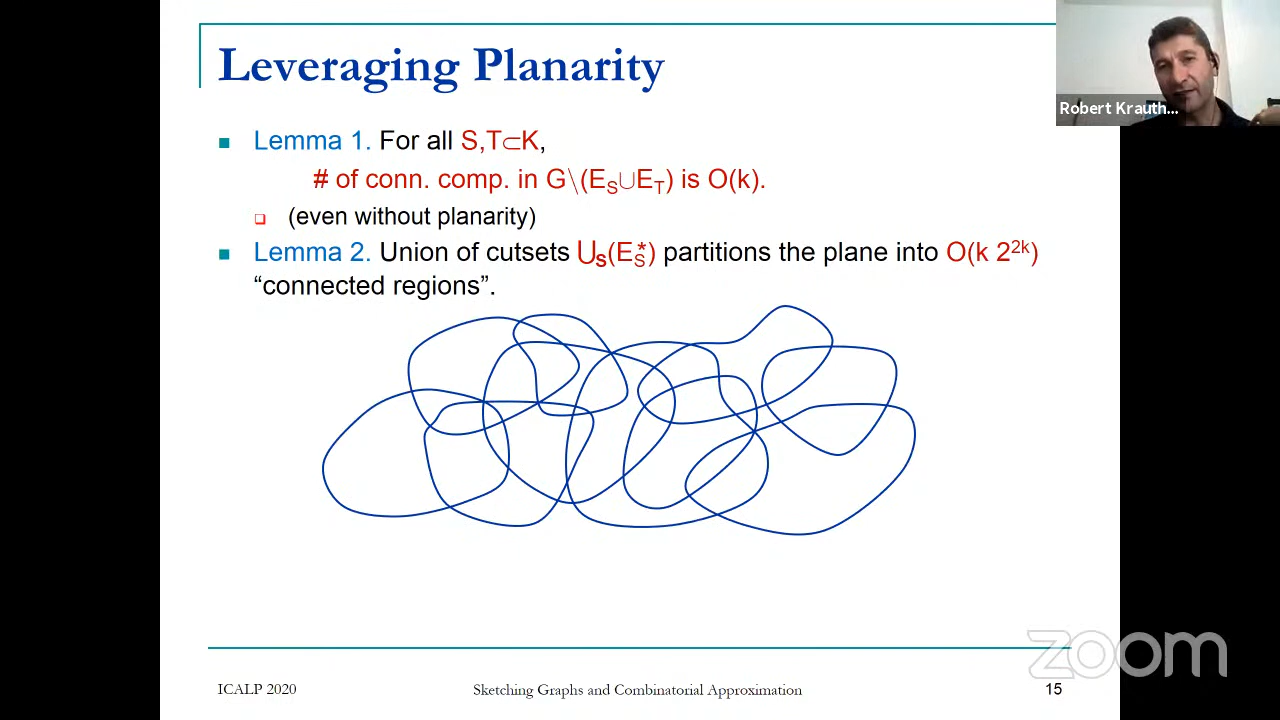 Leveraging Planarity
Robert Krauth...
■ Lemma 1. For all S,T⊂K,
# of conn. comp. in G\(E_S∪E_T) is O(k).
❑ (even without planarity)
■ Lemma 2. Union of cutsets ⋃_S(E_S^*) partitions the plane into O(k 2^{2k})
“connected regions”.
zoom
ICALP 2020
Sketching Graphs and Combinatorial Approximation
15